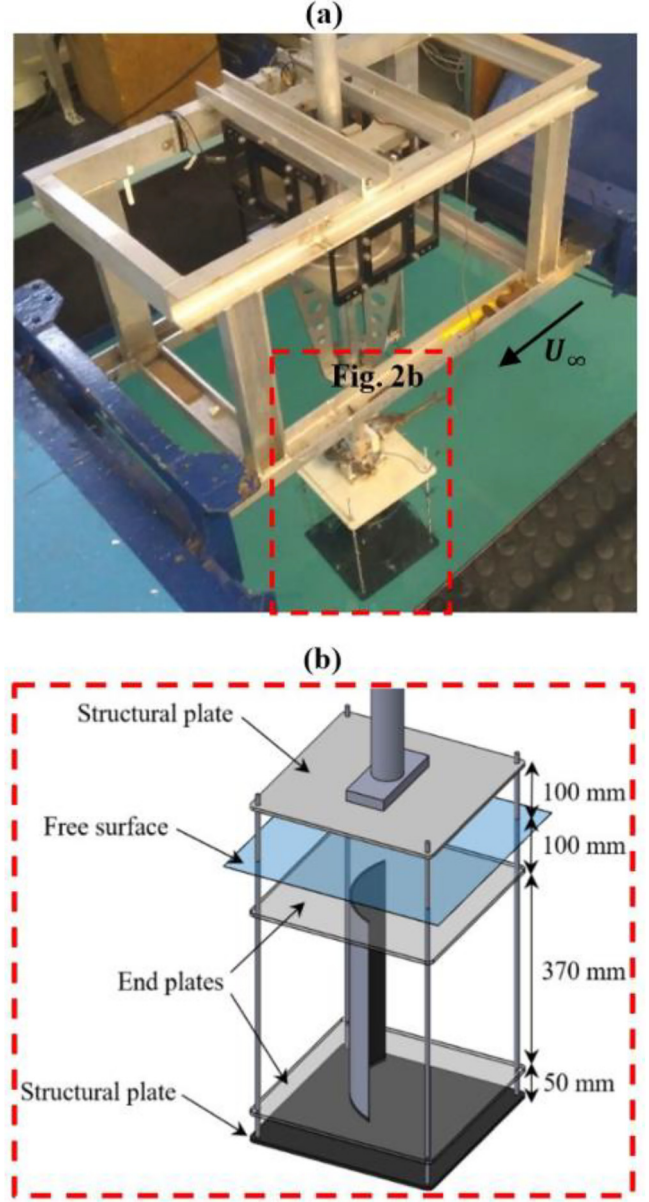 (a)
U∞
Fig. 2b
(b)
Structural plate
100 mm
Free surface
100 mm
370 mm
End plates
50 mm
Structural plate